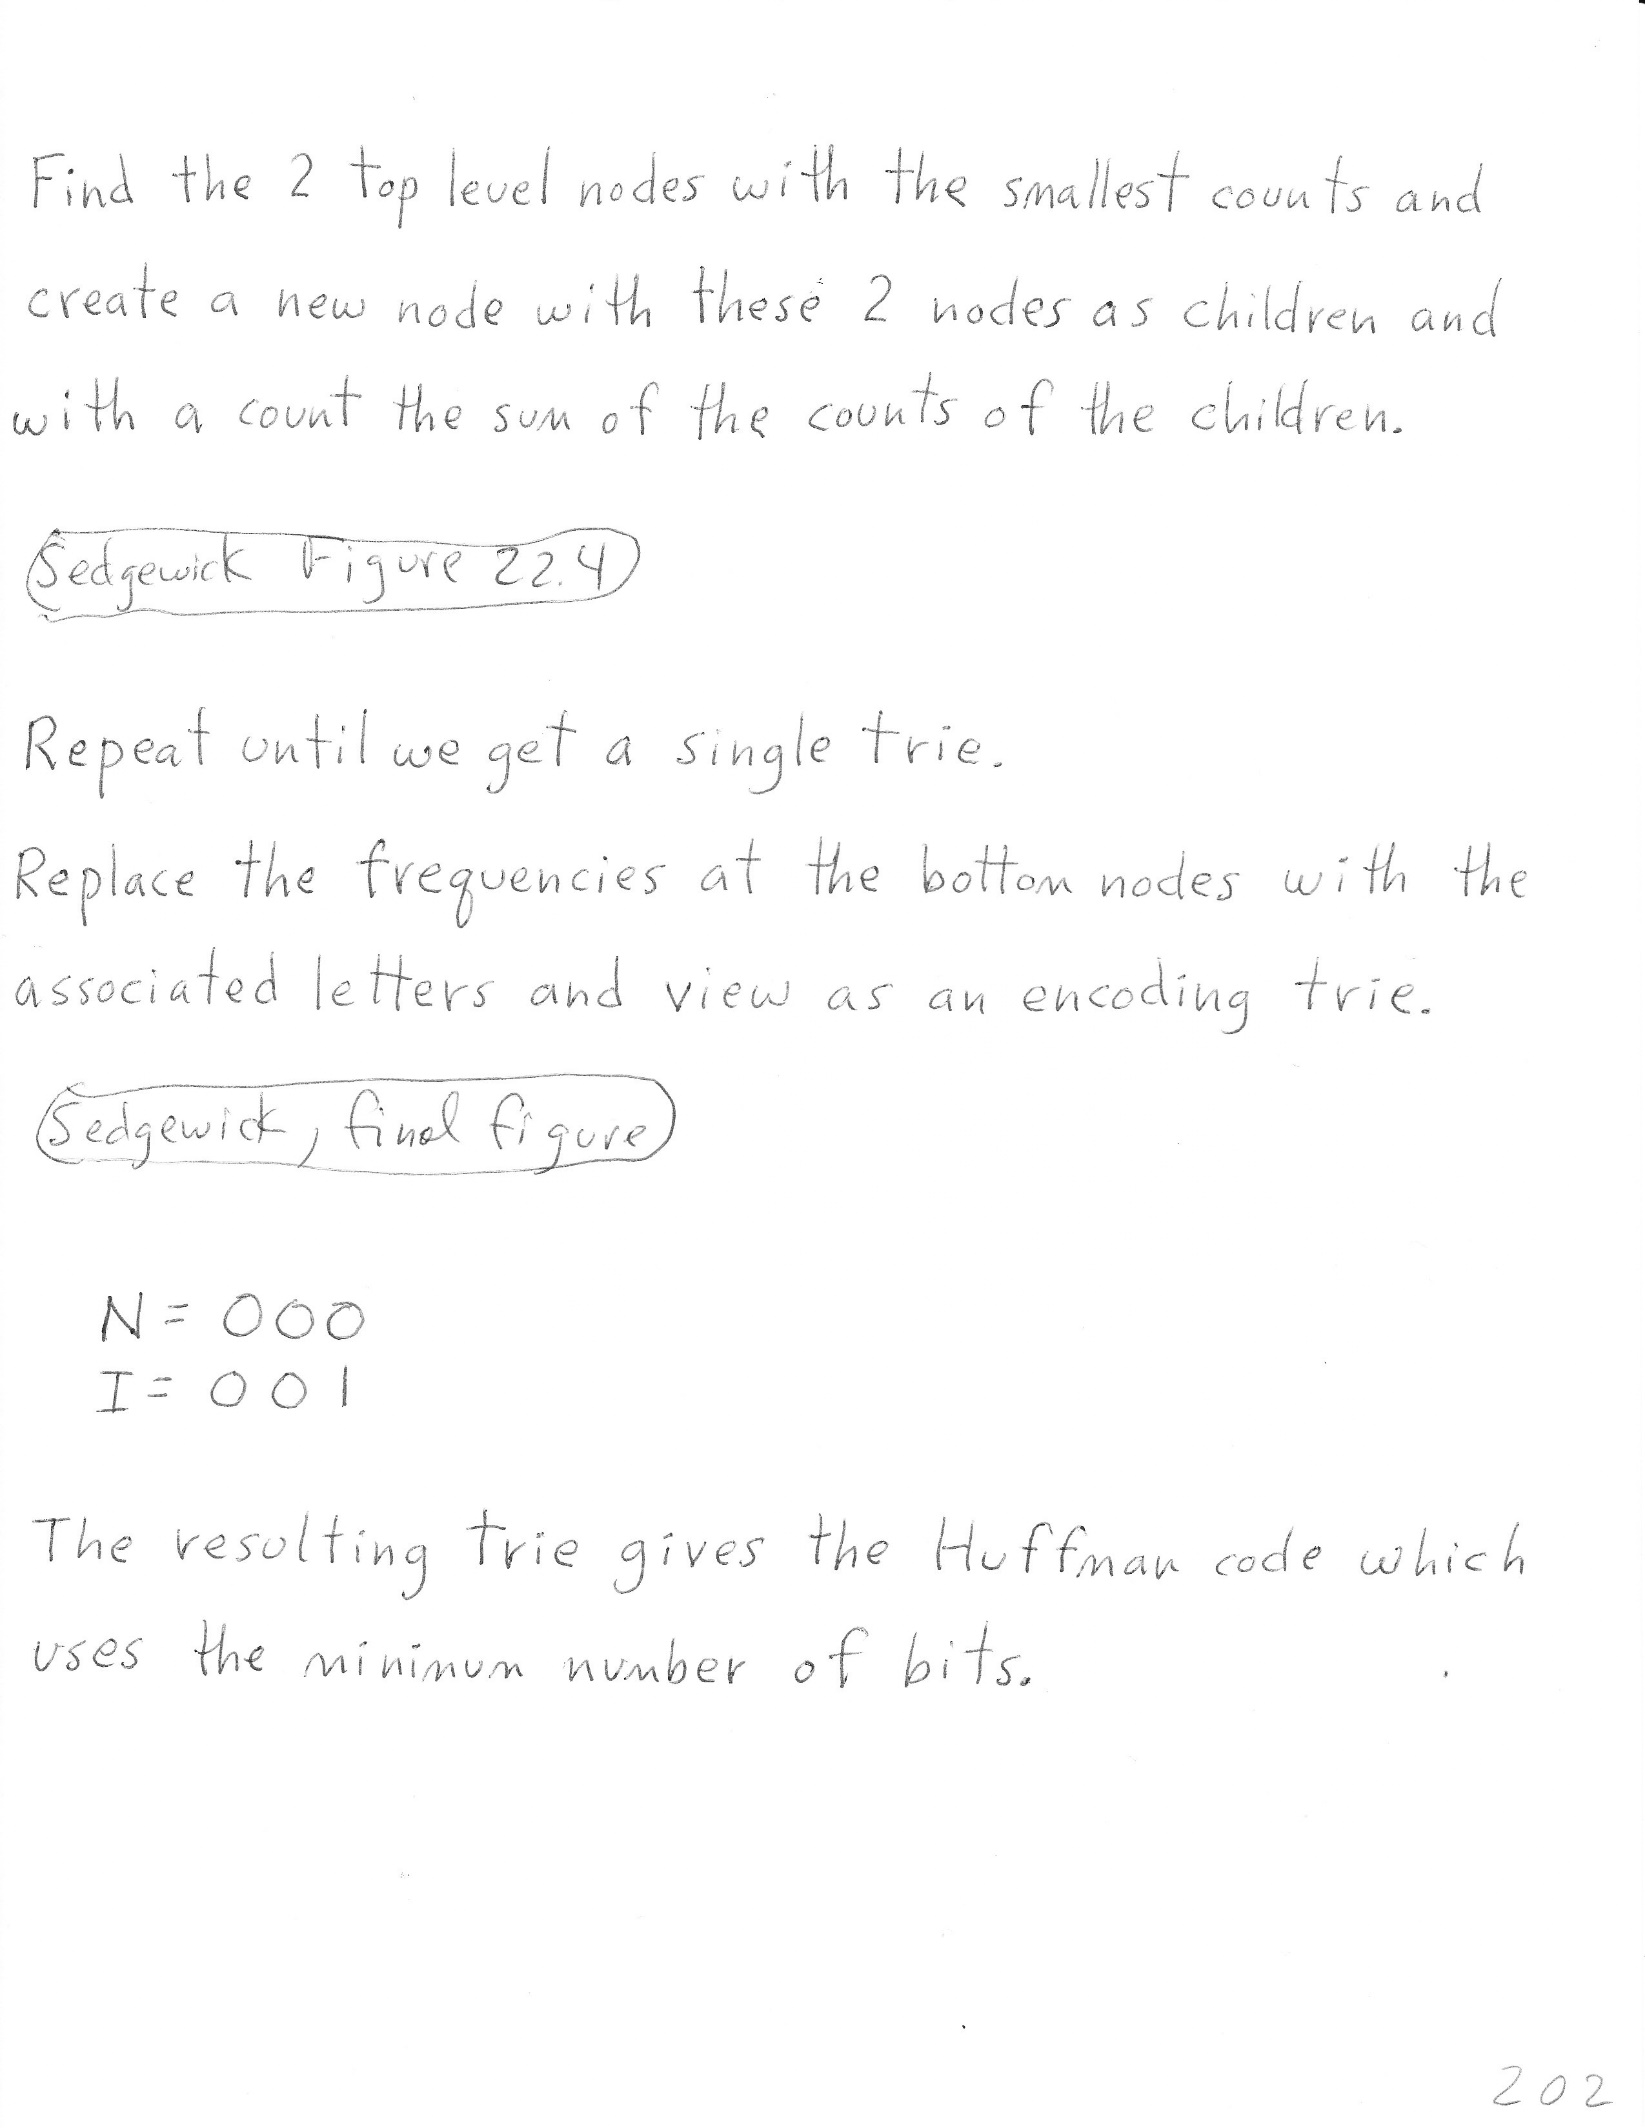 Find the 2 top level nodes with the smallest counts and
create a new node with these 2 nodes as children and
with a count the sum of the counts of the children.
Sedgewick Figure 22.4
Repeat until we get a single trie.
Replace the frequencies at the bottom nodes with the
associated letters and view as an encoding trie.
Sedgewick, final figure
N = 000
I = 001
The resulting trie gives the Huffman code which
uses the minimum number of bits.
202